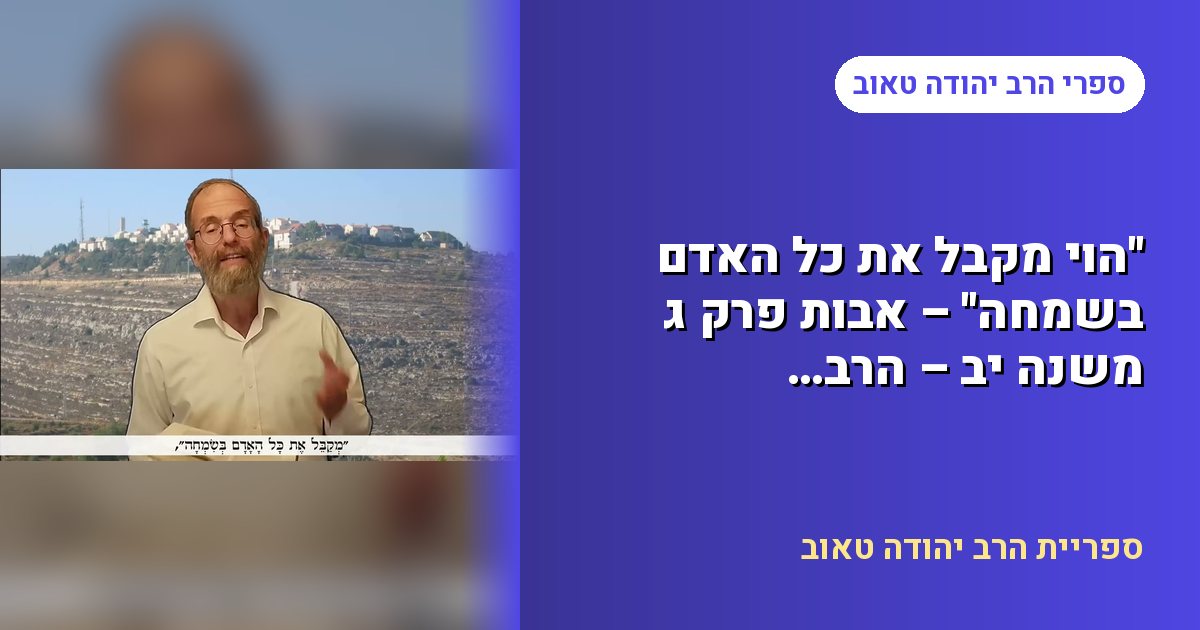 ספרי הרב יהודה טאוב
"הוי מקבל את כל האדם
בשמחה" – אבות פרק ג
משנה יב – הרב...
"מְקַבֵּל אֶת כָּל הָאָדָם בְּשִׂמְחָה",
ספריית הרב יהודה טאוב